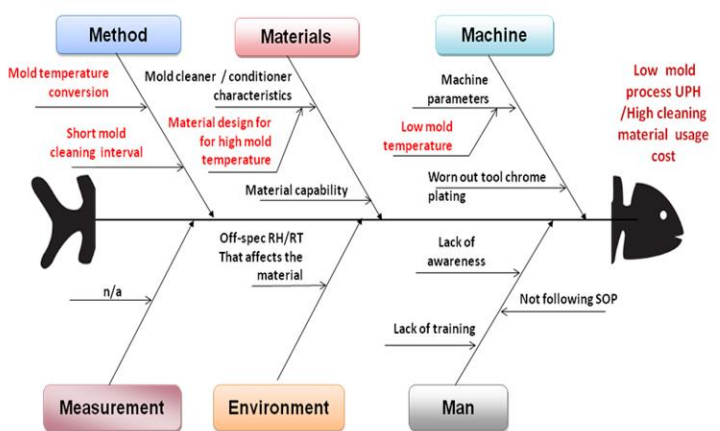 Method
Materials
Machine
Mold temperature
conversion
Short mold
cleaning interval
Mold cleaner / conditioner
characteristics
Material design for
for high mold
temperature
Material capability
Machine
parameters
Low mold
temperature
Worn out tool chrome
plating
Low mold
process UPH
/High cleaning
material usage
cost
n/a
Off-spec RH/RT
That affects the
material
Lack of
awareness
Not following SOP
Lack of training
Measurement
Environment
Man